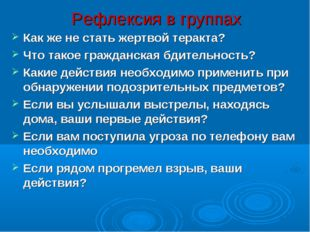 Рефлексия в группах
Как же не стать жертвой теракта?
Что такое гражданская бдительность?
Какие действия необходимо применить при
обнаружении подозрительных предметов?
Если вы услышали выстрелы, находясь
дома, ваши первые действия?
Если вам поступила угроза по телефону вам
необходимо
Если рядом прогремел взрыв, ваши
действия?